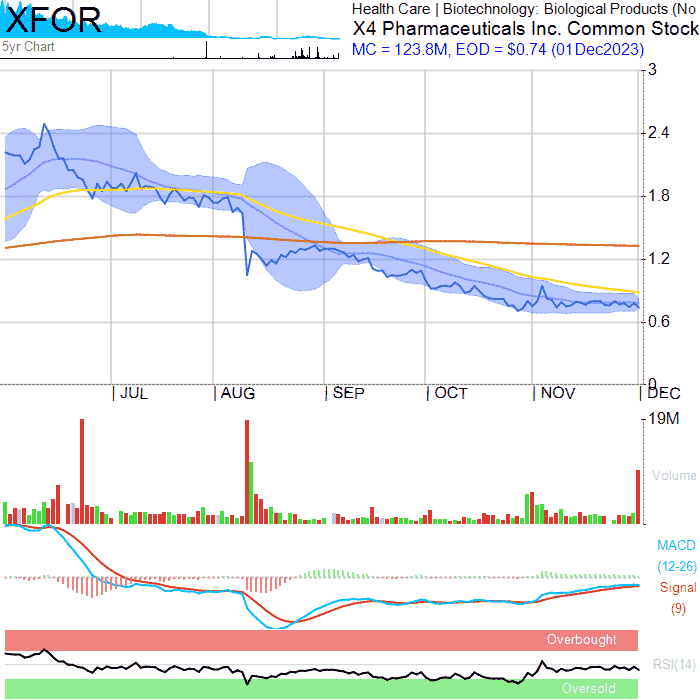 XFOR
5yr Chart
Health Care | Biotechnology: Biological Products (No
X4 Pharmaceuticals Inc. Common Stock
MC = 123.8M, EOD = $0.74 (01Dec2023)
3
2.4
1.8
1.2
0.6
0
| JUL | AUG | SEP | OCT | NOV | DEC
19M
Volume
MACD
(12-26)
Signal
(9)
Overbought
RSI(14)
Oversold